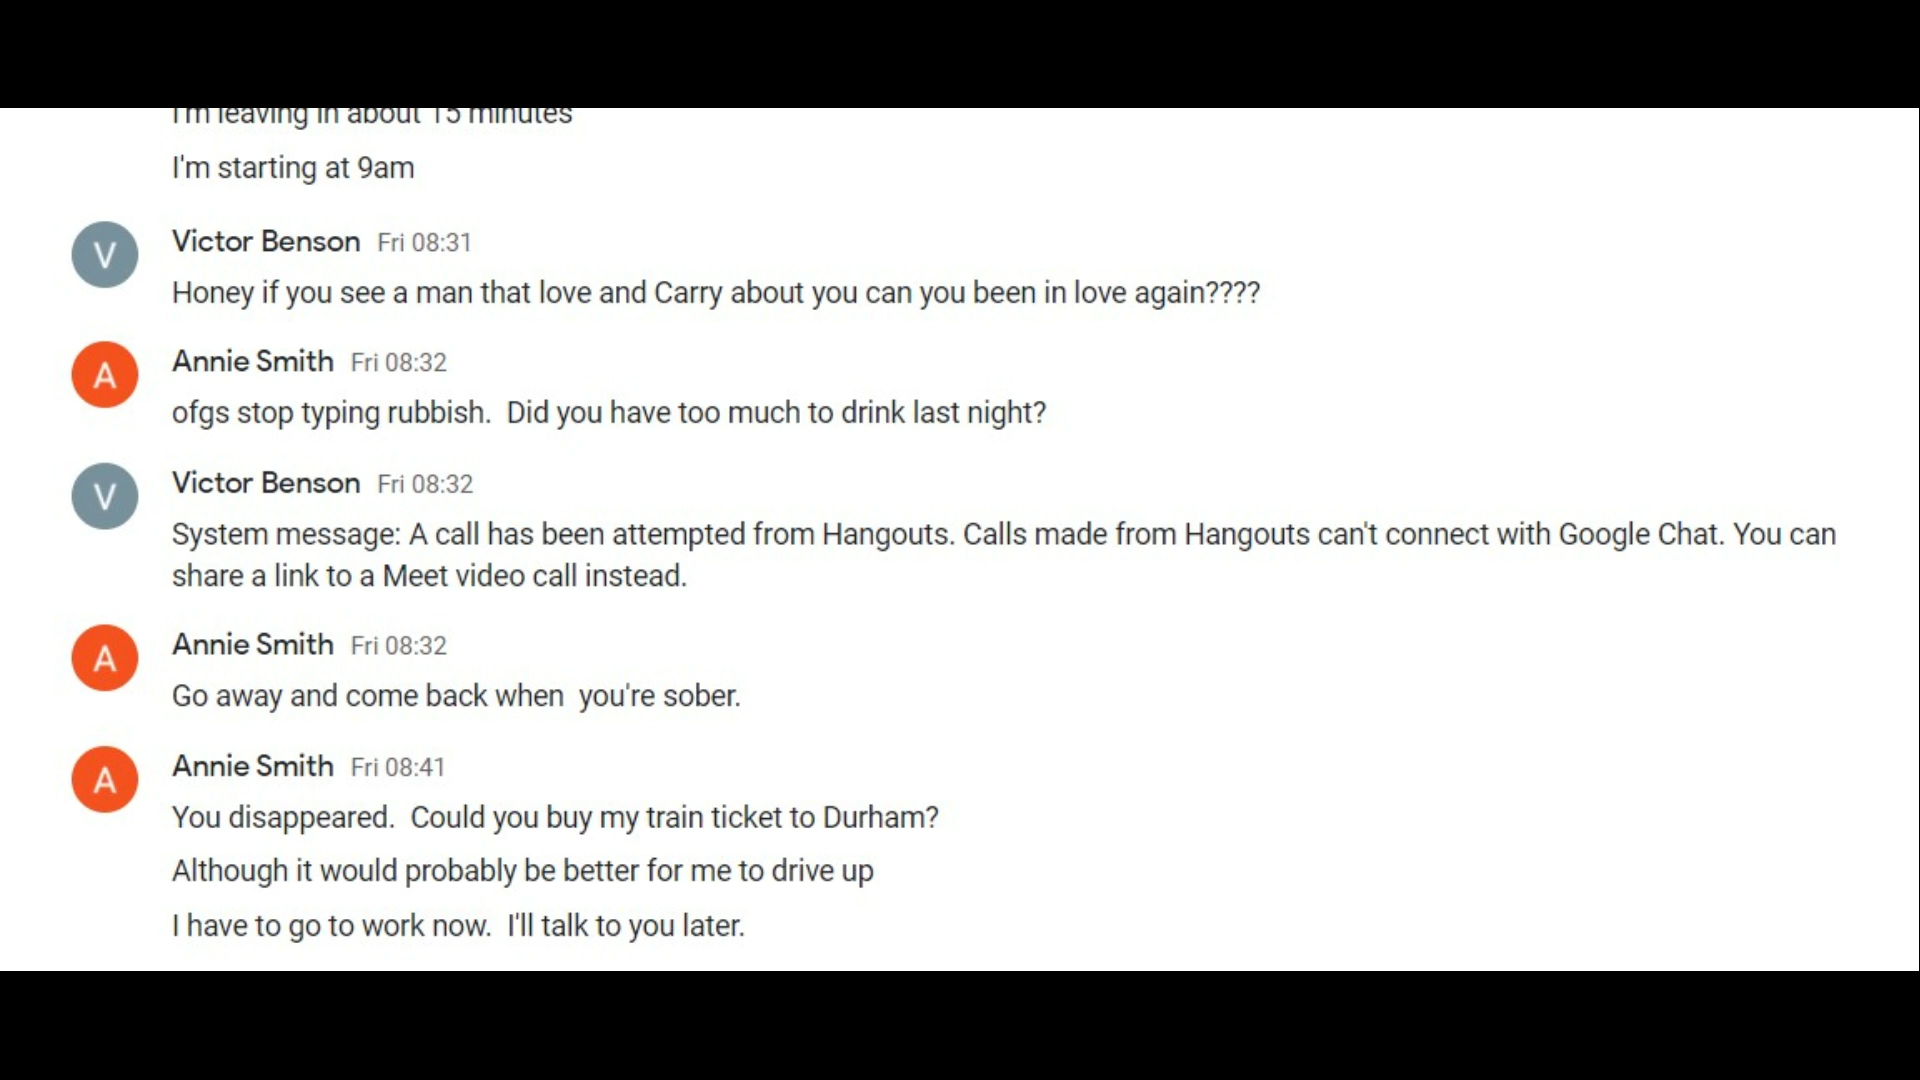 I'm leaving in about 15 minutes
I'm starting at 9am
V
Victor Benson Fri 08:31
Honey if you see a man that love and Carry about you can you been in love again????
A
Annie Smith Fri 08:32
ofgs stop typing rubbish. Did you have too much to drink last night?
V
Victor Benson Fri 08:32
System message: A call has been attempted from Hangouts. Calls made from Hangouts can't connect with Google Chat. You can
share a link to a Meet video call instead.
A
Annie Smith Fri 08:32
Go away and come back when you're sober.
A
Annie Smith Fri 08:41
You disappeared. Could you buy my train ticket to Durham?
Although it would probably be better for me to drive up
I have to go to work now. I'll talk to you later.